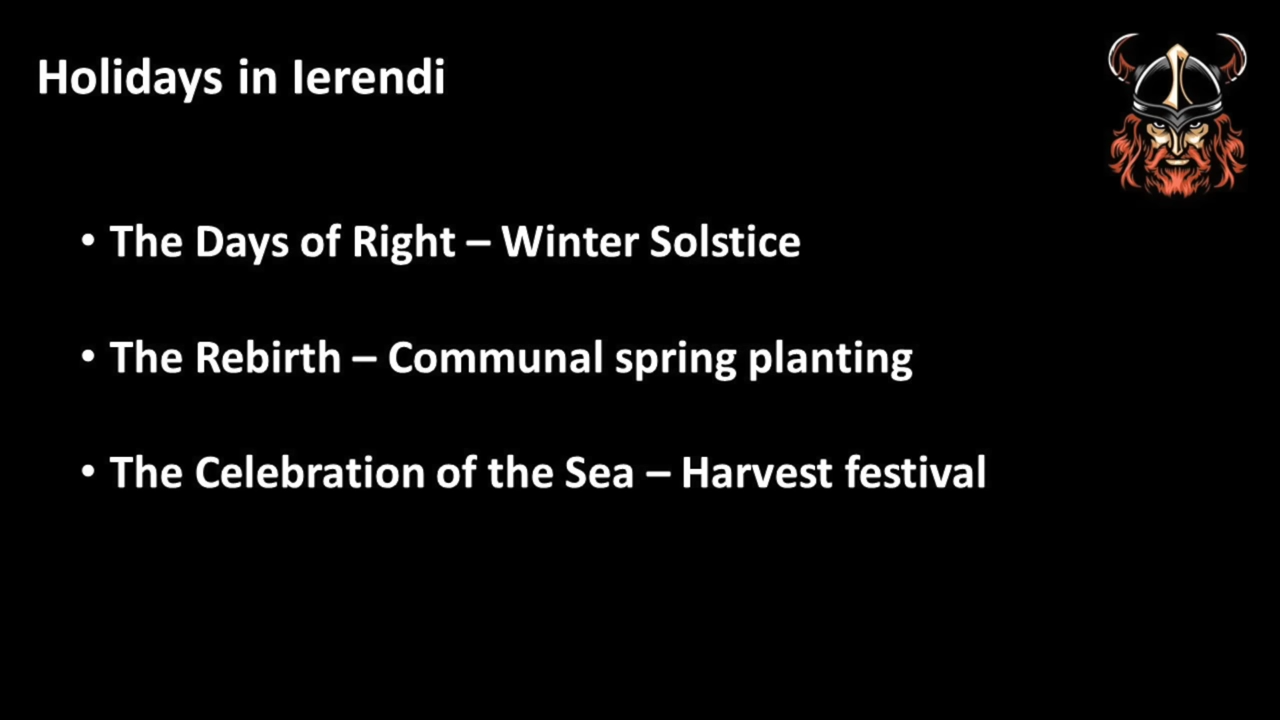 Holidays in Ierendi
• The Days of Right – Winter Solstice
• The Rebirth – Communal spring planting
• The Celebration of the Sea – Harvest festival